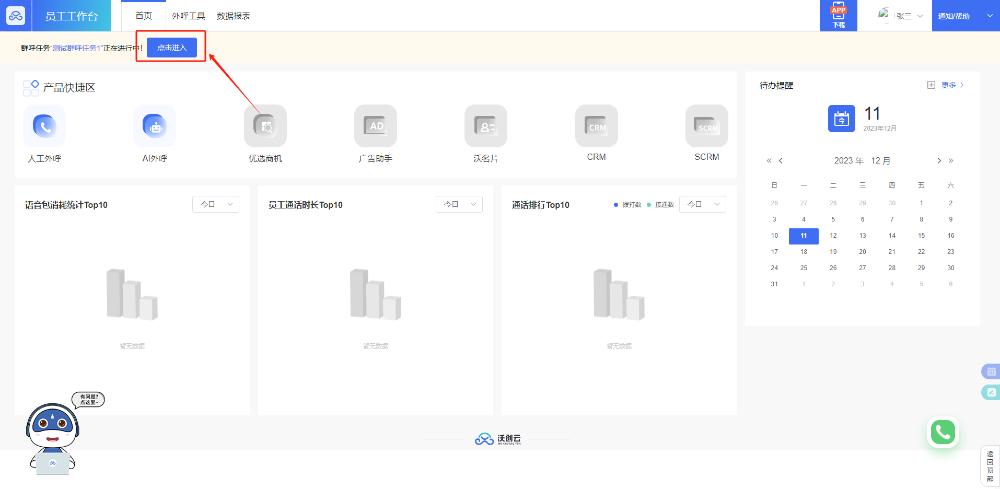 员工工作台
首页 外呼工具 数据报表
APP
下载
张三
通知/帮助
群呼任务“测试群呼任务1”正在进行中！ 点击进入
产品快捷区
人工外呼 AI外呼 优选商机 广告助手 沃名片 CRM SCRM
AD
CRM
SCRM
待办提醒 更多
今
11
2023年12月
2023 年 12 月
日 一 二 三 四 五 六
26 27 28 29 30 1 2
3 4 5 6 7 8 9
10 11 12 13 14 15 16
17 18 19 20 21 22 23
24 25 26 27 28 29 30
31 1 2 3 4 5 6
语音包消耗统计Top10 今日
暂无数据
员工通话时长Top10 今日
暂无数据
通话排行Top10 拨打数 接通数 今日
暂无数据
有问题?
点这里~
沃创云
WO CHUANG YUN
返
回
顶
部